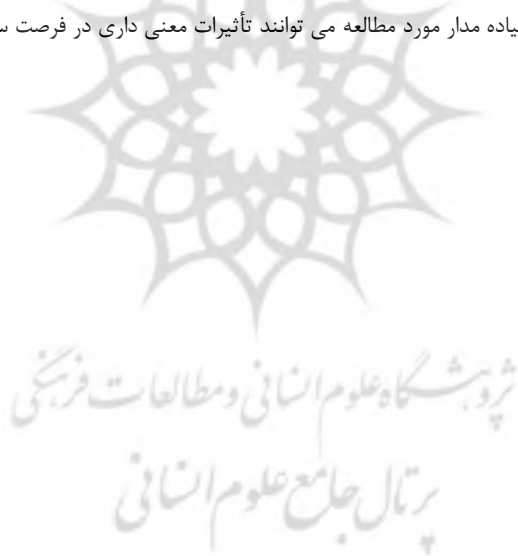 یاده مدار مورد مطالعه می توانند تأثیرات معنی داری در فرصت
پژوهشگاه علوم انسانی و مطالعات فرهنگی
پرتال جامع علوم انسانی